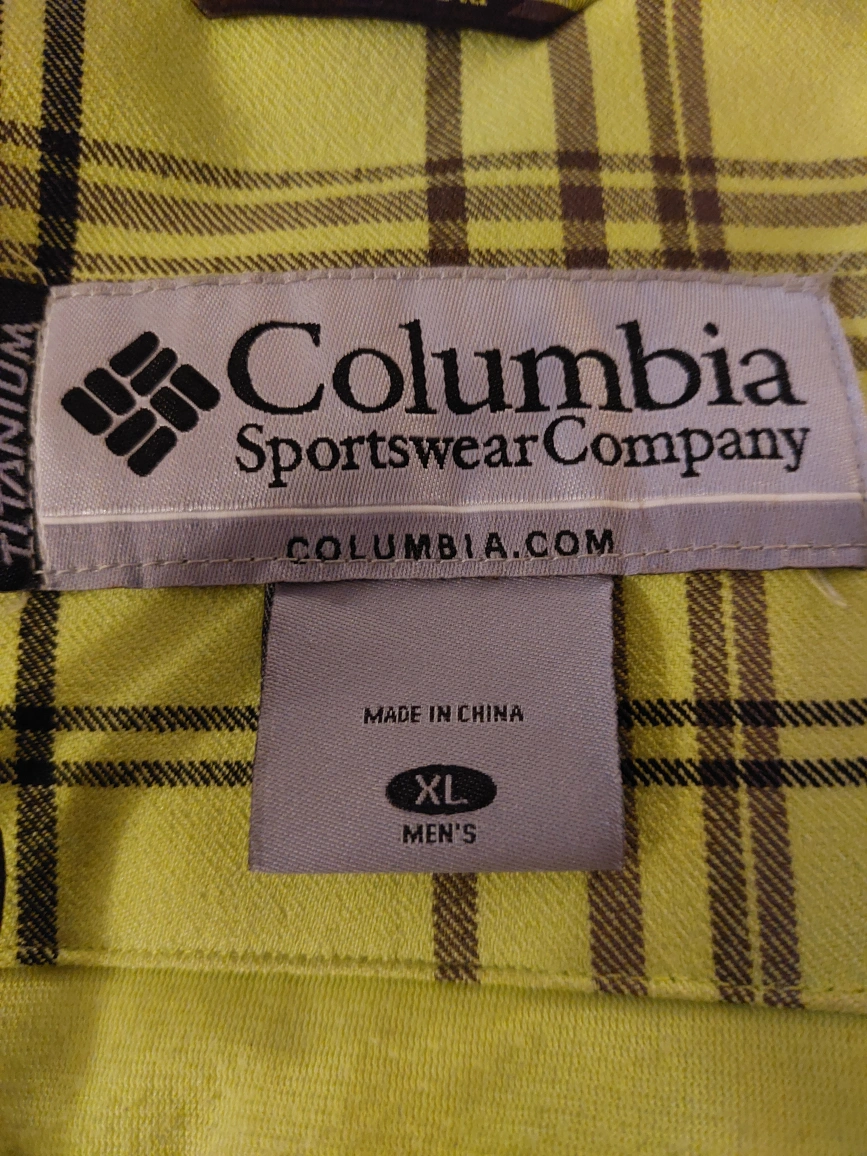 TITANIUM
Columbia
Sportswear Company
COLUMBIA.COM
MADE IN CHINA
XL
MEN'S